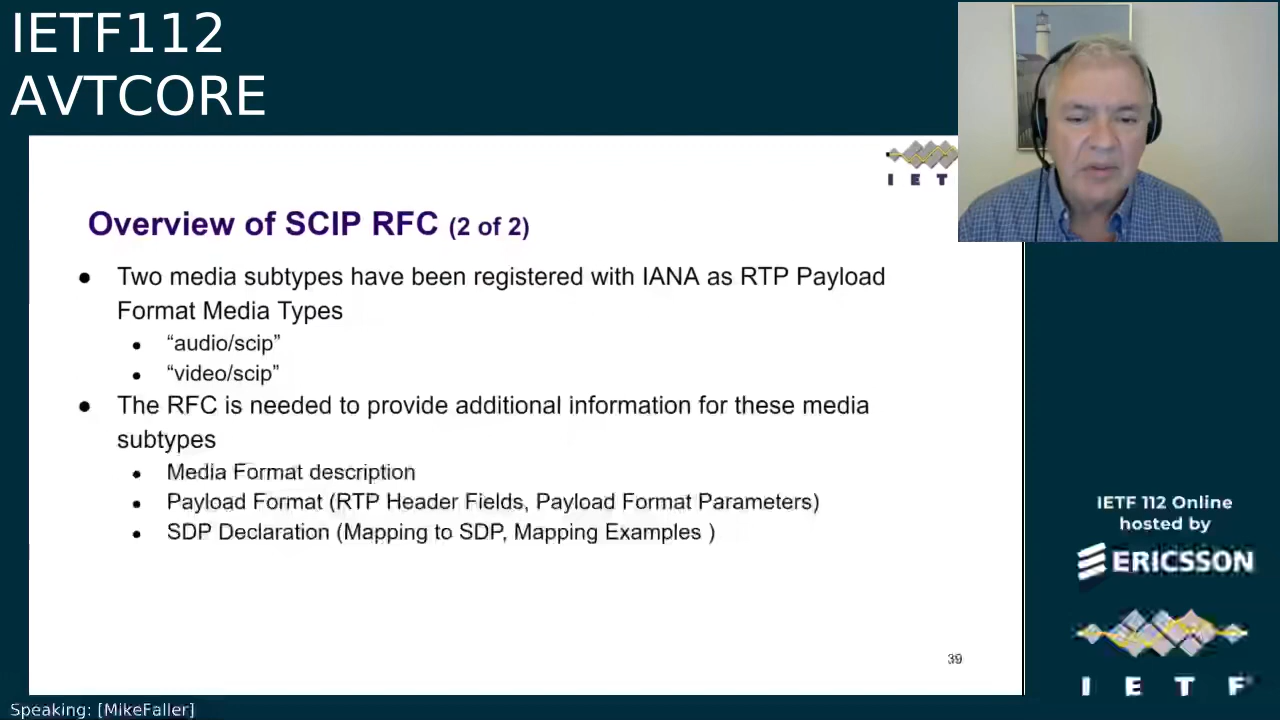 IETF112
AVTCORE
I E T
Overview of SCIP RFC (2 of 2)
● Two media subtypes have been registered with IANA as RTP Payload
Format Media Types
● “audio/scip”
● “video/scip”
● The RFC is needed to provide additional information for these media
subtypes
● Media Format description
● Payload Format (RTP Header Fields, Payload Format Parameters)
● SDP Declaration (Mapping to SDP, Mapping Examples )
39
IETF 112 Online
hosted by
ERICSSON
I E T F
Speaking: [MikeFaller]